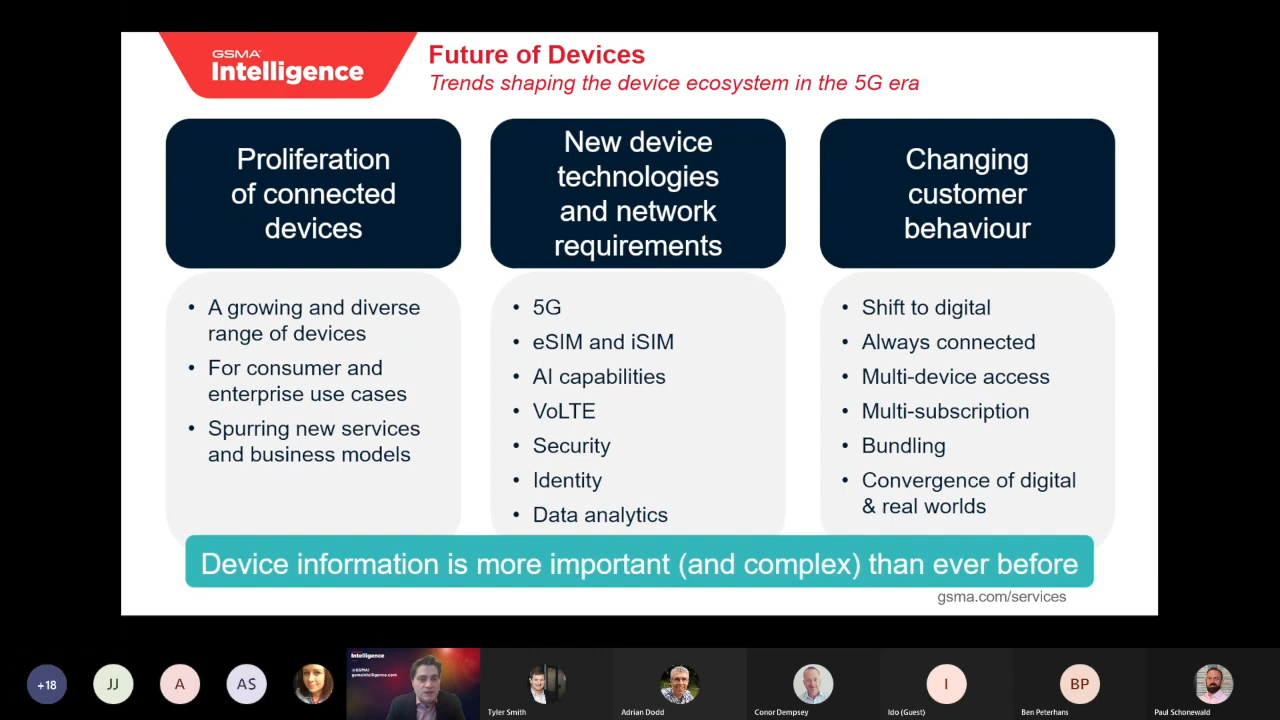 GSMA
Intelligence
Future of Devices
Trends shaping the device ecosystem in the 5G era
Proliferation
of connected
devices
• A growing and diverse
range of devices
• For consumer and
enterprise use cases
• Spurring new services
and business models
New device
technologies
and network
requirements
• 5G
• eSIM and iSIM
• AI capabilities
• VoLTE
• Security
• Identity
• Data analytics
Changing
customer
behaviour
• Shift to digital
• Always connected
• Multi-device access
• Multi-subscription
• Bundling
• Convergence of digital
& real worlds
Device information is more important (and complex) than ever before
gsma.com/services
+18
JJ
A
AS
Intelligence
@GSMAi
gsmaintelligence.com
Tyler Smith
Adrian Dodd
Conor Dempsey
I
Ido (Guest)
BP
Ben Peterhans
Paul Schonewald